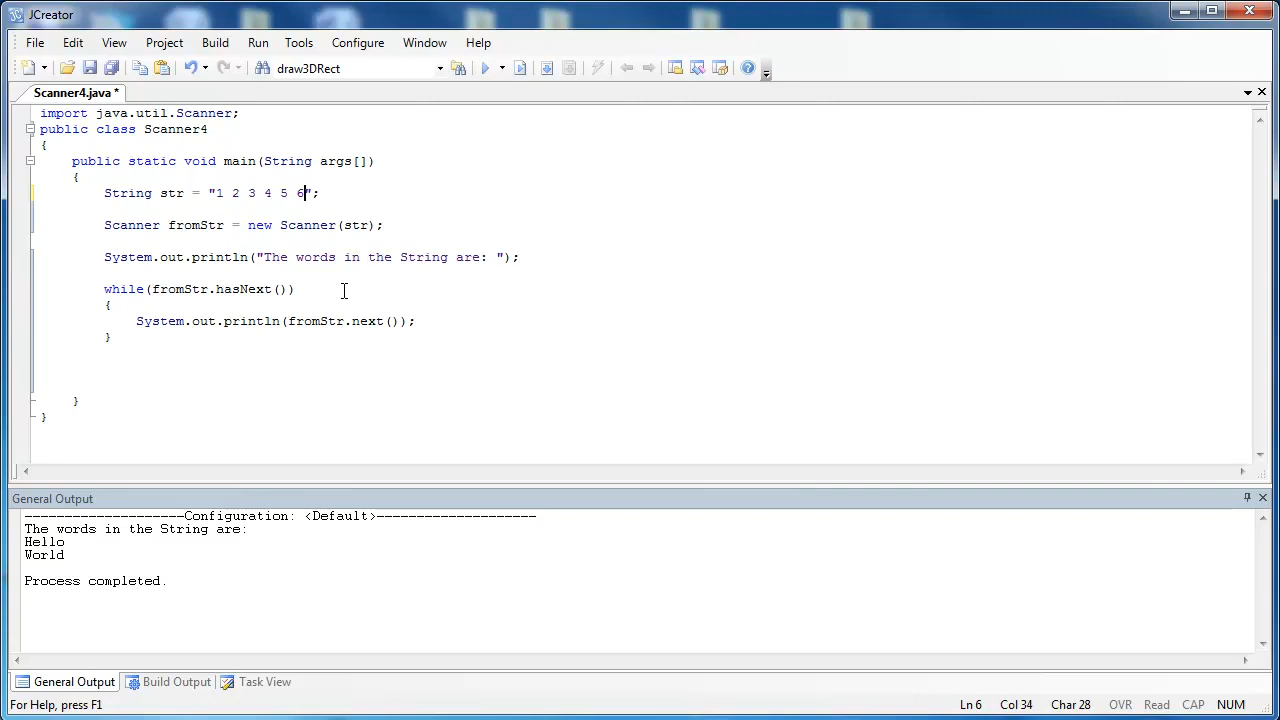 JCreator
File Edit View Project Build Run Tools Configure Window Help
draw3DRect
Scanner4.java *
import java.util.Scanner;
public class Scanner4
{
public static void main(String args[])
{
String str = "1 2 3 4 5 6";
Scanner fromStr = new Scanner(str);
System.out.println("The words in the String are: ");
while(fromStr.hasNext())
{
System.out.println(fromStr.next());
}
}
}
General Output
--------------------Configuration: <Default>--------------------
The words in the String are:
Hello
World
Process completed.
General Output Build Output Task View
For Help, press F1 Ln 6 Col 34 Char 28 OVR Read CAP NUM